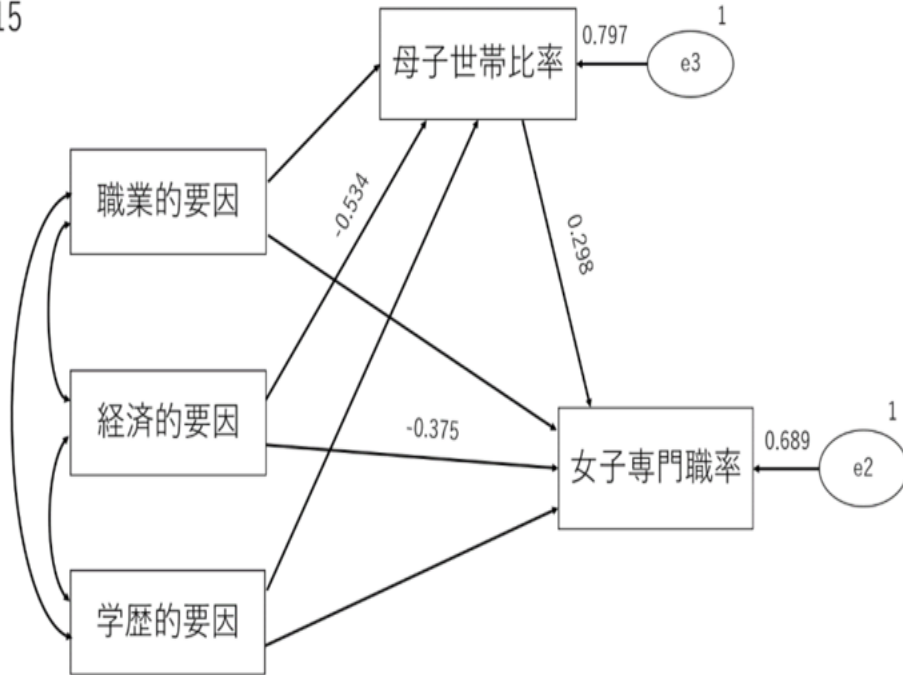 15
1
母子世帯比率
0.797
e3
職業的要因
-0.534
0.298
経済的要因
-0.375
1
女子専門職率
0.689
e2
学歴的要因